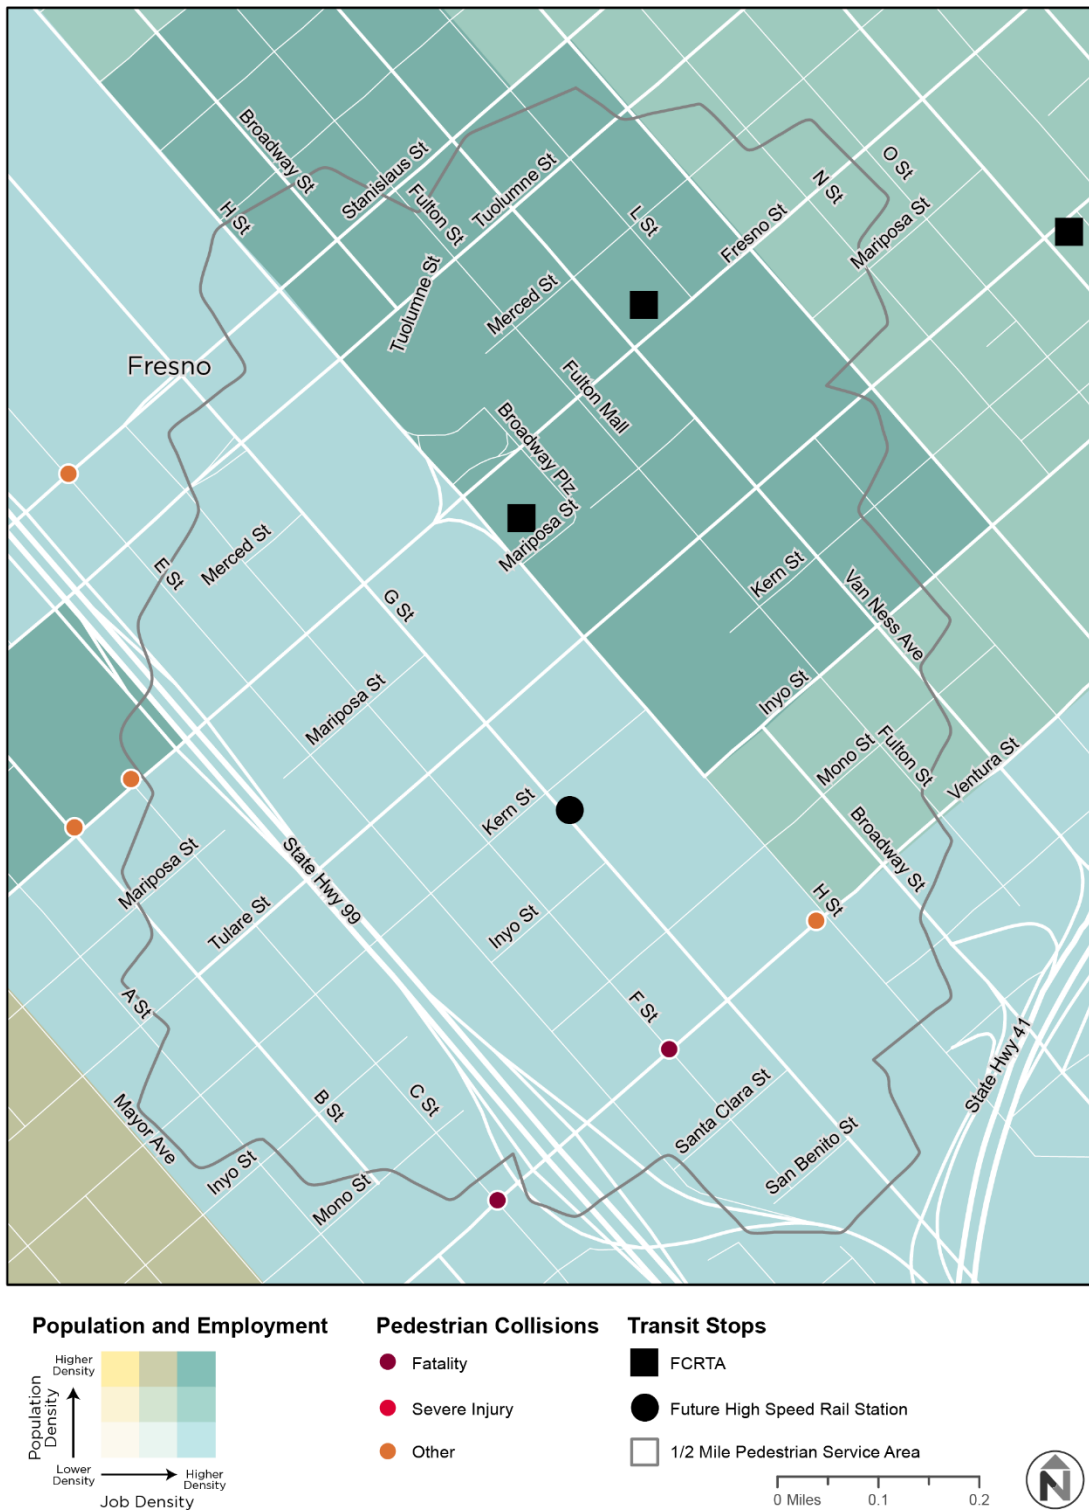 Broadway St
Stanislaus St
Fulton St
Tuolumne St
H St
L St
N St
O St
Mariposa St
Fresno St
Tuolumne St
Merced St
Fresno
Fulton Mall
Broadway Plz
Mariposa St
Merced St
E St
G St
Kern St
Van Ness Ave
Inyo St
Mariposa St
Mono St
Fulton St
Ventura St
Kern St
Broadway St
Mariposa St
State Hwy 99
H St
Tulare St
Inyo St
A St
F St
State Hwy 41
Mayor Ave
B St
C St
Santa Clara St
San Benito St
Inyo St
Mono St
Population and Employment
Higher
Density
Population
Density
Lower
Density
Higher
Density
Job Density
Pedestrian Collisions
Fatality
Severe Injury
Other
Transit Stops
FCRTA
Future High Speed Rail Station
1/2 Mile Pedestrian Service Area
0 Miles 0.1 0.2
N